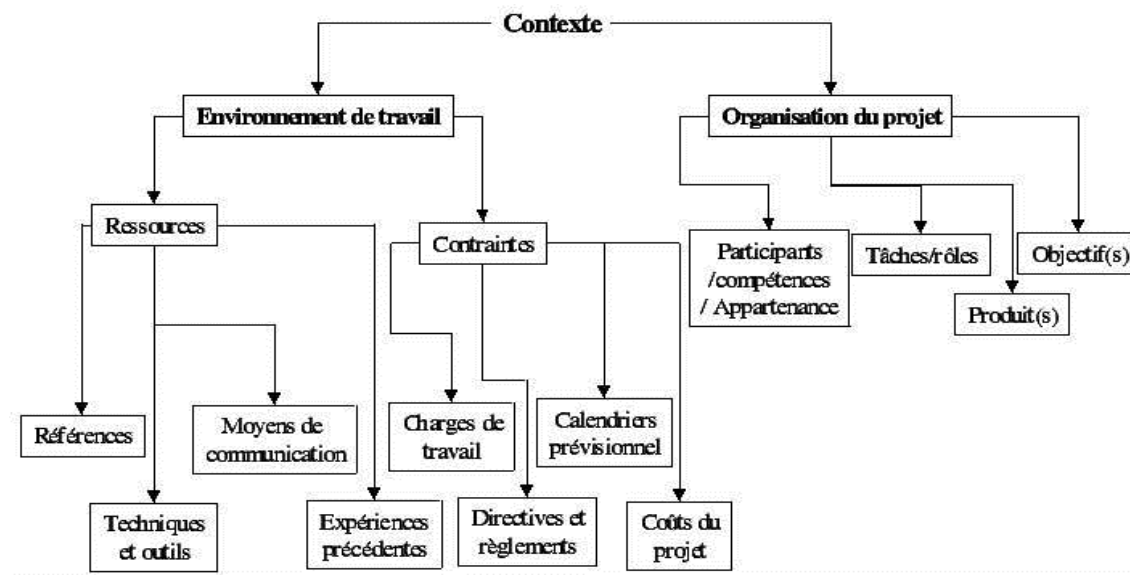 Contexte
Environnement de travail
Organisation du projet
Ressources
Contraintes
Participants
/compétences
/ Appartenance
Tâches/rôles
Objectif(s)
Produit(s)
Références
Moyens de
communication
Charges de
travail
Calendriers
prévisionnel
Techniques
et outils
Expériences
précédentes
Directives et
règlements
Coûts du
projet